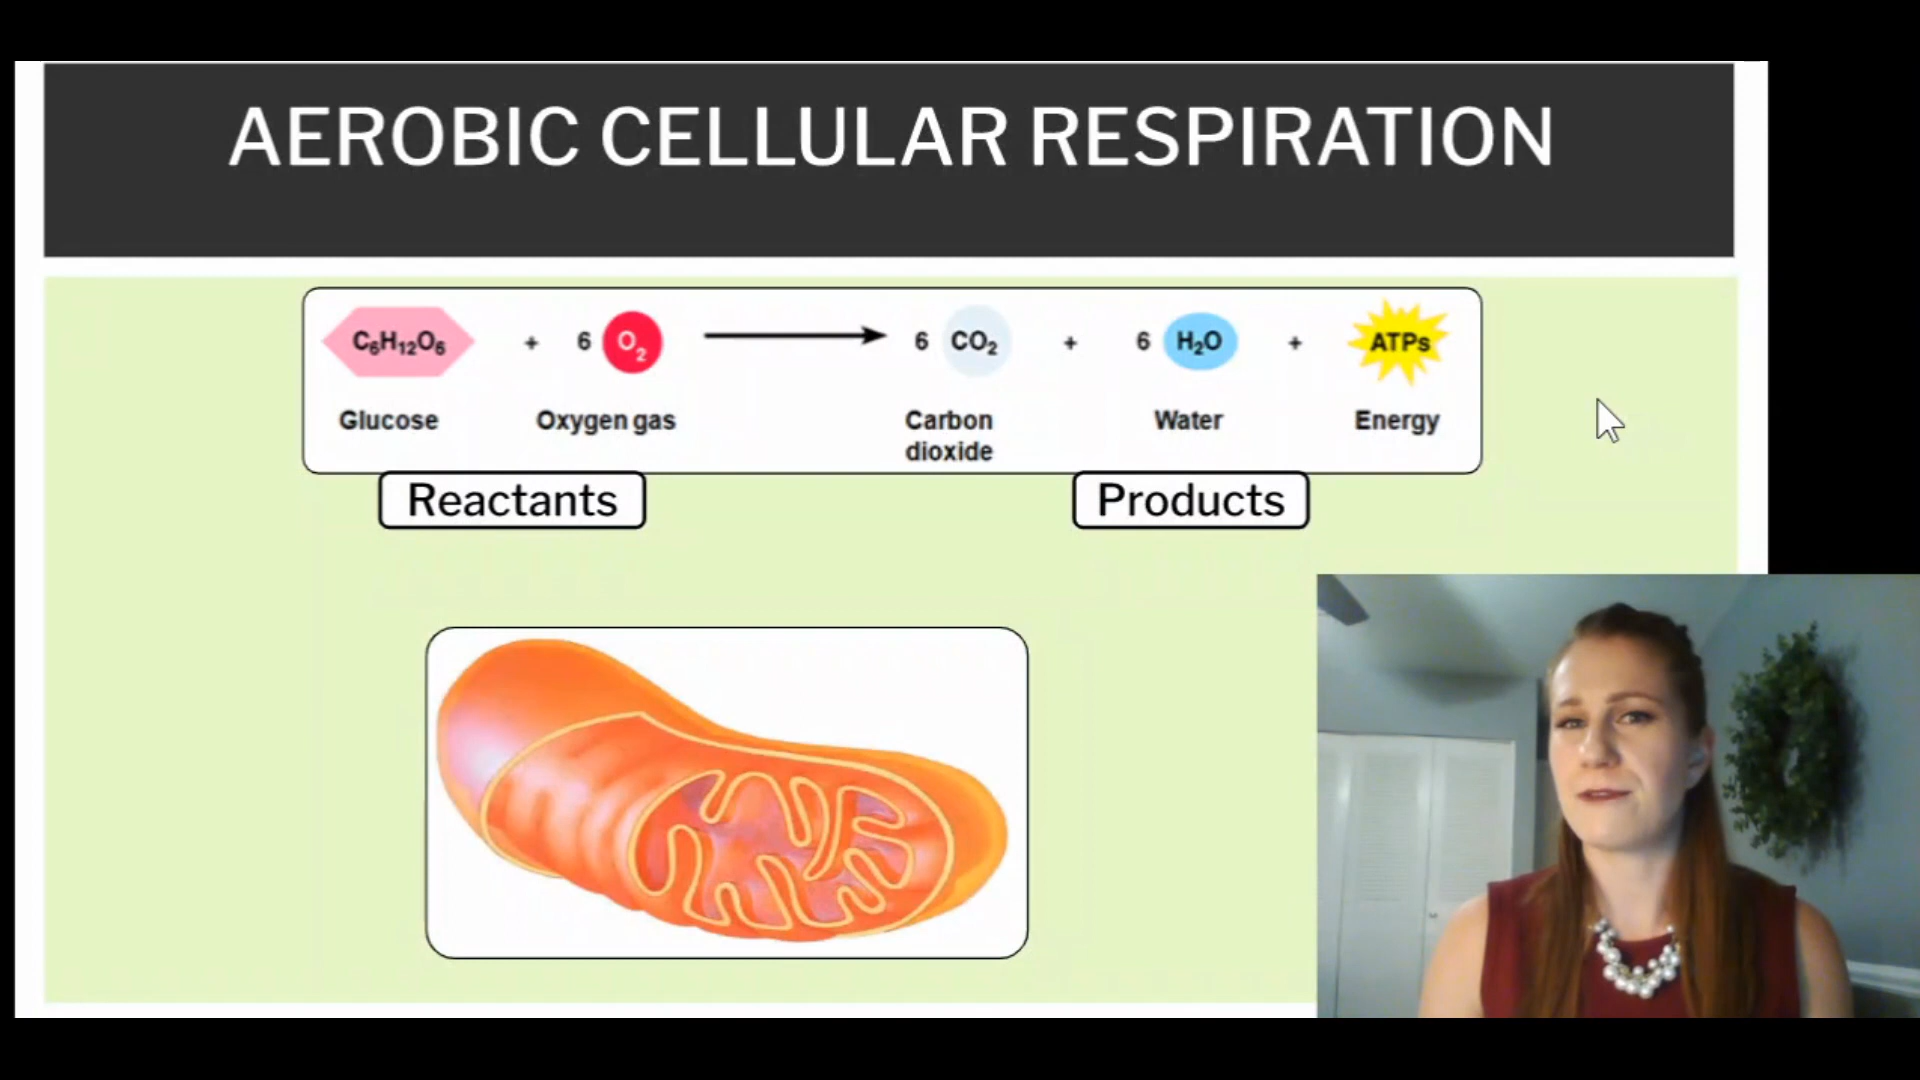 AEROBIC CELLULAR RESPIRATION
C₆H₁₂O₆ + 6 O₂ → 6 CO₂ + 6 H₂O + ATPs
Glucose Oxygen gas Carbon dioxide Water Energy
Reactants Products